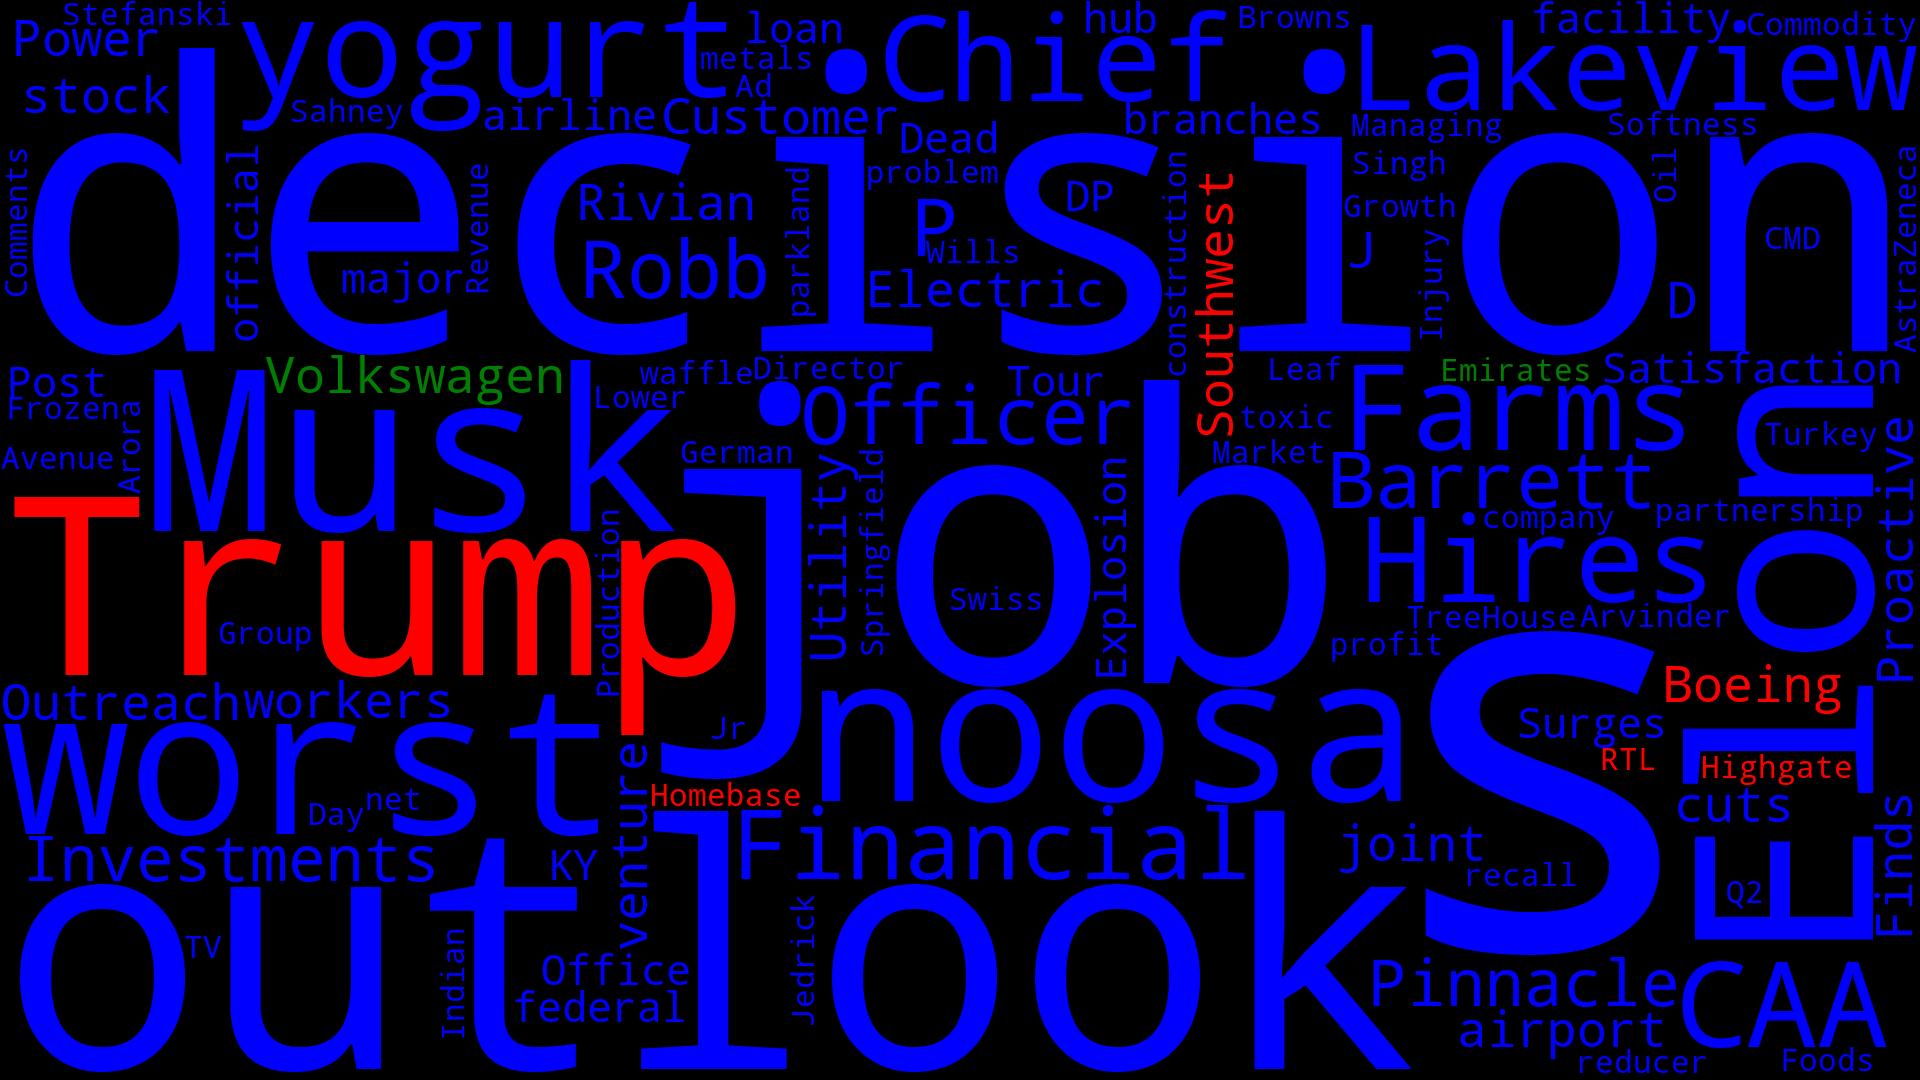 Stefanski
Power
stock
yogurt
loan
metals
Ad
• Chief
hub
Browns
• Lakeview
facility
• Commodity
Sahney
airline
Customer
branches
Managing
Softness
decision
Comments
official
major
Revenue
Rivian
Robb
parkland
Dead
problem
P
Wills
Electric
DP
construction
Southwest
Singh
Growth
J
Injury
Oil
D
CMD
AstraZeneca
Post
Frozen
a
Avenue
Arora
Musk
Volkswagen
waffle
Lower
Director
• Officer
Tour
Leaf
toxic
Market
Emirates
Farms
Satisfaction
Turkey
Barrett
German
Trump
Group
Production
jobs
Utility
Springfield
Swiss
Explosion
Hires
company
partnership
TreeHouse
Arvinder
profit
Elon
Proactive
Outreach
workers
worst
Day
net
Jr
noosa
Surges
Boeing
RTL
Highgate
cuts
Homebase
venture
Investments
KY
Financial
joint
recall
Q2
Finds
outlook
TV
Indian
Office
federal
Jedrick
Pinnacle
airport
reducer
CAA
Foods